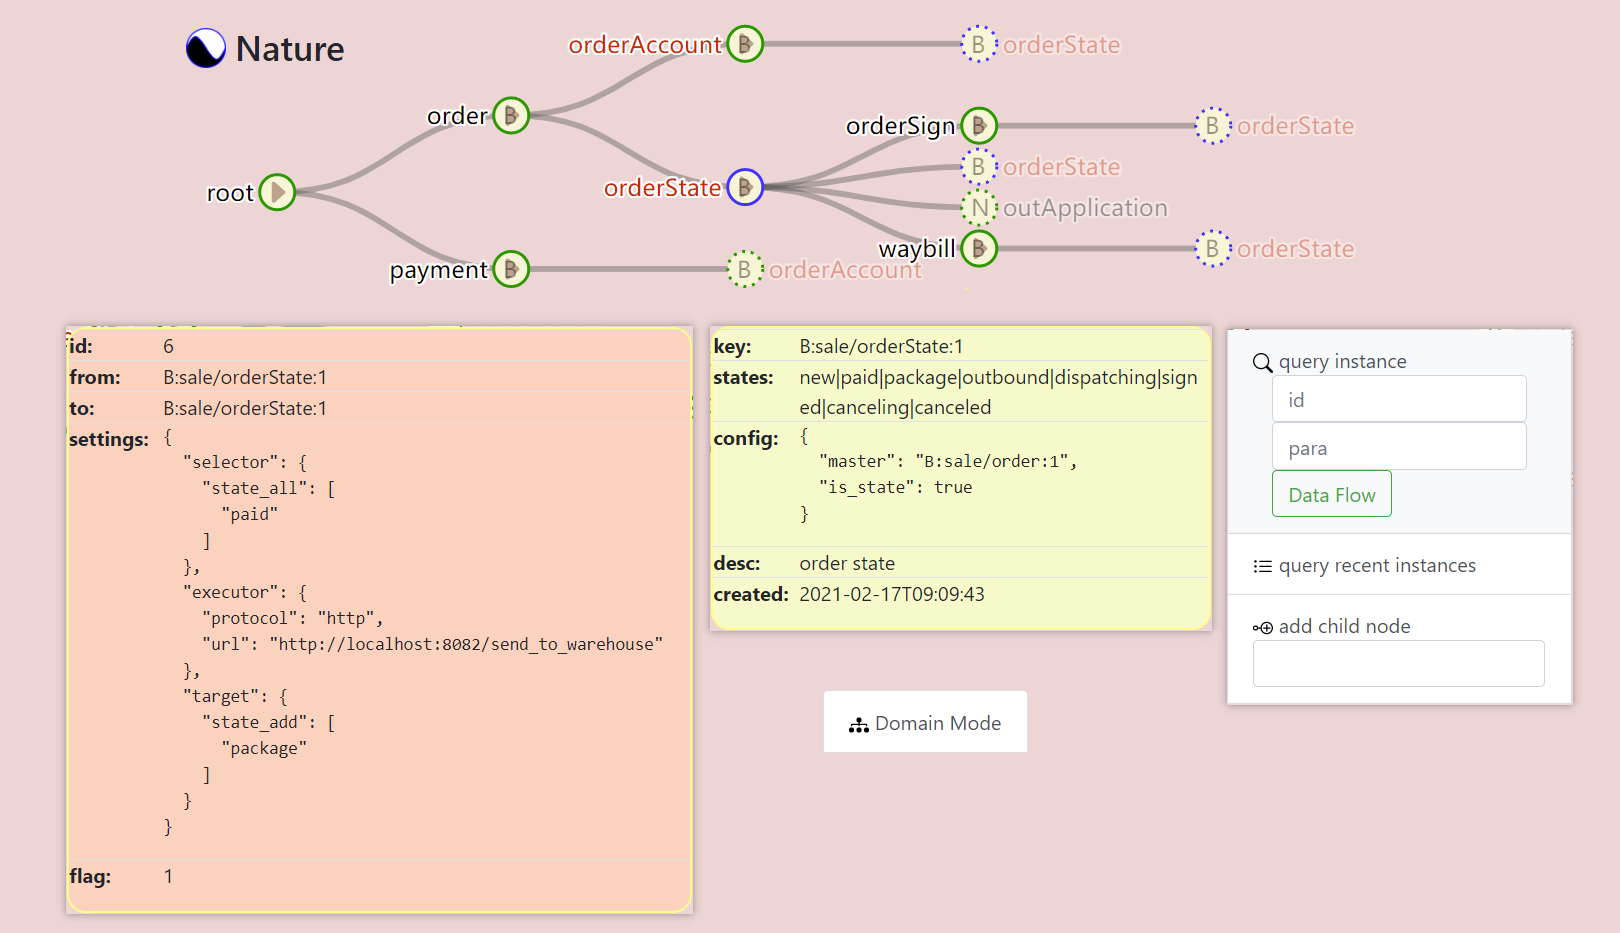 Nature
orderAccount B B orderState
order B
orderSign B B orderState
B orderState
root
orderState B
N outApplication
waybill B B orderState
payment B B orderAccount
id: 6
from: B:sale/orderState:1
to: B:sale/orderState:1
settings: {
"selector": {
"state_all": [
"paid"
]
},
"executor": {
"protocol": "http",
"url": "http://localhost:8082/send_to_warehouse"
},
"target": {
"state_add": [
"package"
]
}
}
flag: 1
key: B:sale/orderState:1
states: new|paid|package|outbound|dispatching|sign
ed|canceling|canceled
config: {
"master": "B:sale/order:1",
"is_state": true
}
desc: order state
created: 2021-02-17T09:09:43
Domain Mode
query instance
id
para
Data Flow
query recent instances
add child node